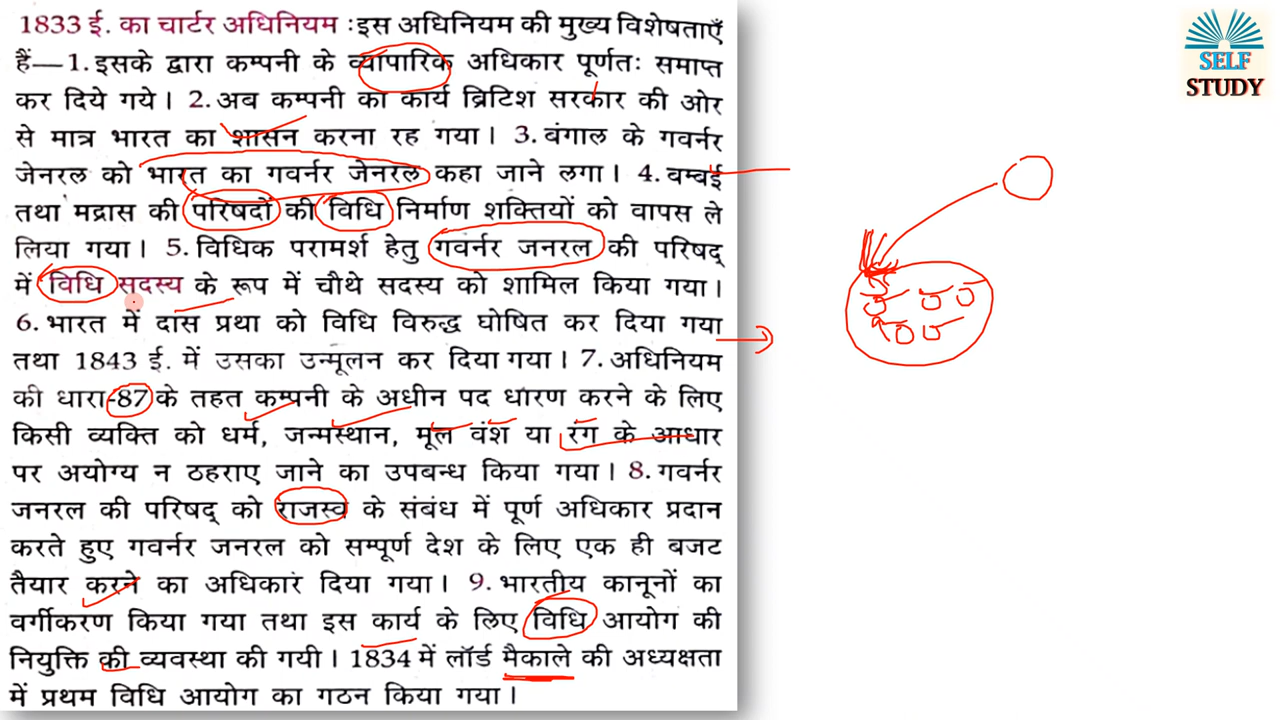 1833 ई. का चार्टर अधिनियम : इस अधिनियम की मुख्य विशेषताएँ
हैं— 1. इसके द्वारा कम्पनी के व्यापारिक अधिकार पूर्णतः समाप्त
कर दिये गये। 2. अब कम्पनी का कार्य ब्रिटिश सरकार की ओर
से मात्र भारत का शासन करना रह गया। 3. बंगाल के गवर्नर
जेनरल को भारत का गवर्नर जेनरल कहा जाने लगा। 4. बम्बई
तथा मद्रास की परिषदों की विधि निर्माण शक्तियों को वापस ले
लिया गया। 5. विधिक परामर्श हेतु गवर्नर जनरल की परिषद्
में विधि सदस्य के रूप में चौथे सदस्य को शामिल किया गया।
6. भारत में दास प्रथा को विधि विरुद्ध घोषित कर दिया गया
तथा 1843 ई. में उसका उन्मूलन कर दिया गया। 7. अधिनियम
की धारा-87 के तहत कम्पनी के अधीन पद धारण करने के लिए
किसी व्यक्ति को धर्म, जन्मस्थान, मूल वंश या रंग के आधार
पर अयोग्य न ठहराए जाने का उपबन्ध किया गया। 8. गवर्नर
जनरल की परिषद् को राजस्व के संबंध में पूर्ण अधिकार प्रदान
करते हुए गवर्नर जनरल को सम्पूर्ण देश के लिए एक ही बजट
तैयार करने का अधिकार दिया गया। 9. भारतीय कानूनों का
वर्गीकरण किया गया तथा इस कार्य के लिए विधि आयोग की
नियुक्ति की व्यवस्था की गयी। 1834 में लॉर्ड मैकाले की अध्यक्षता
में प्रथम विधि आयोग का गठन किया गया।
SELF
STUDY